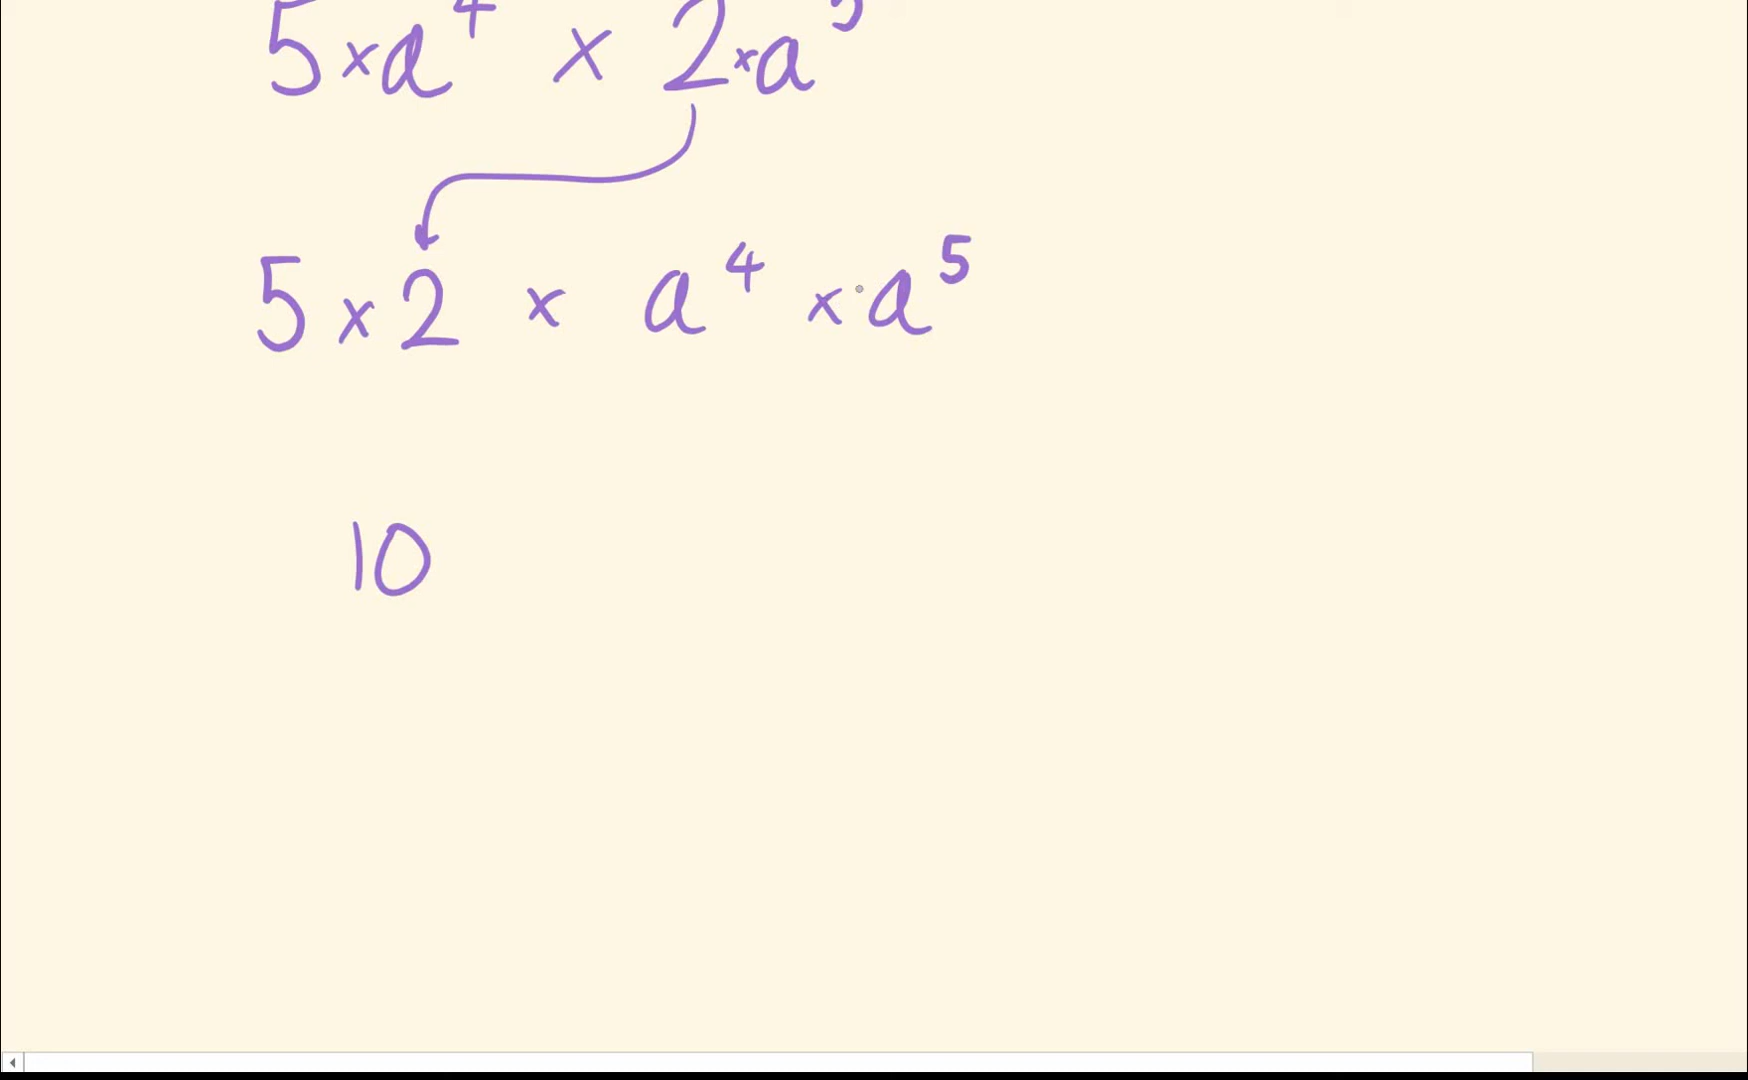 5 × a⁴ × 2 × a⁵
5 × 2 × a⁴ × a⁵
10